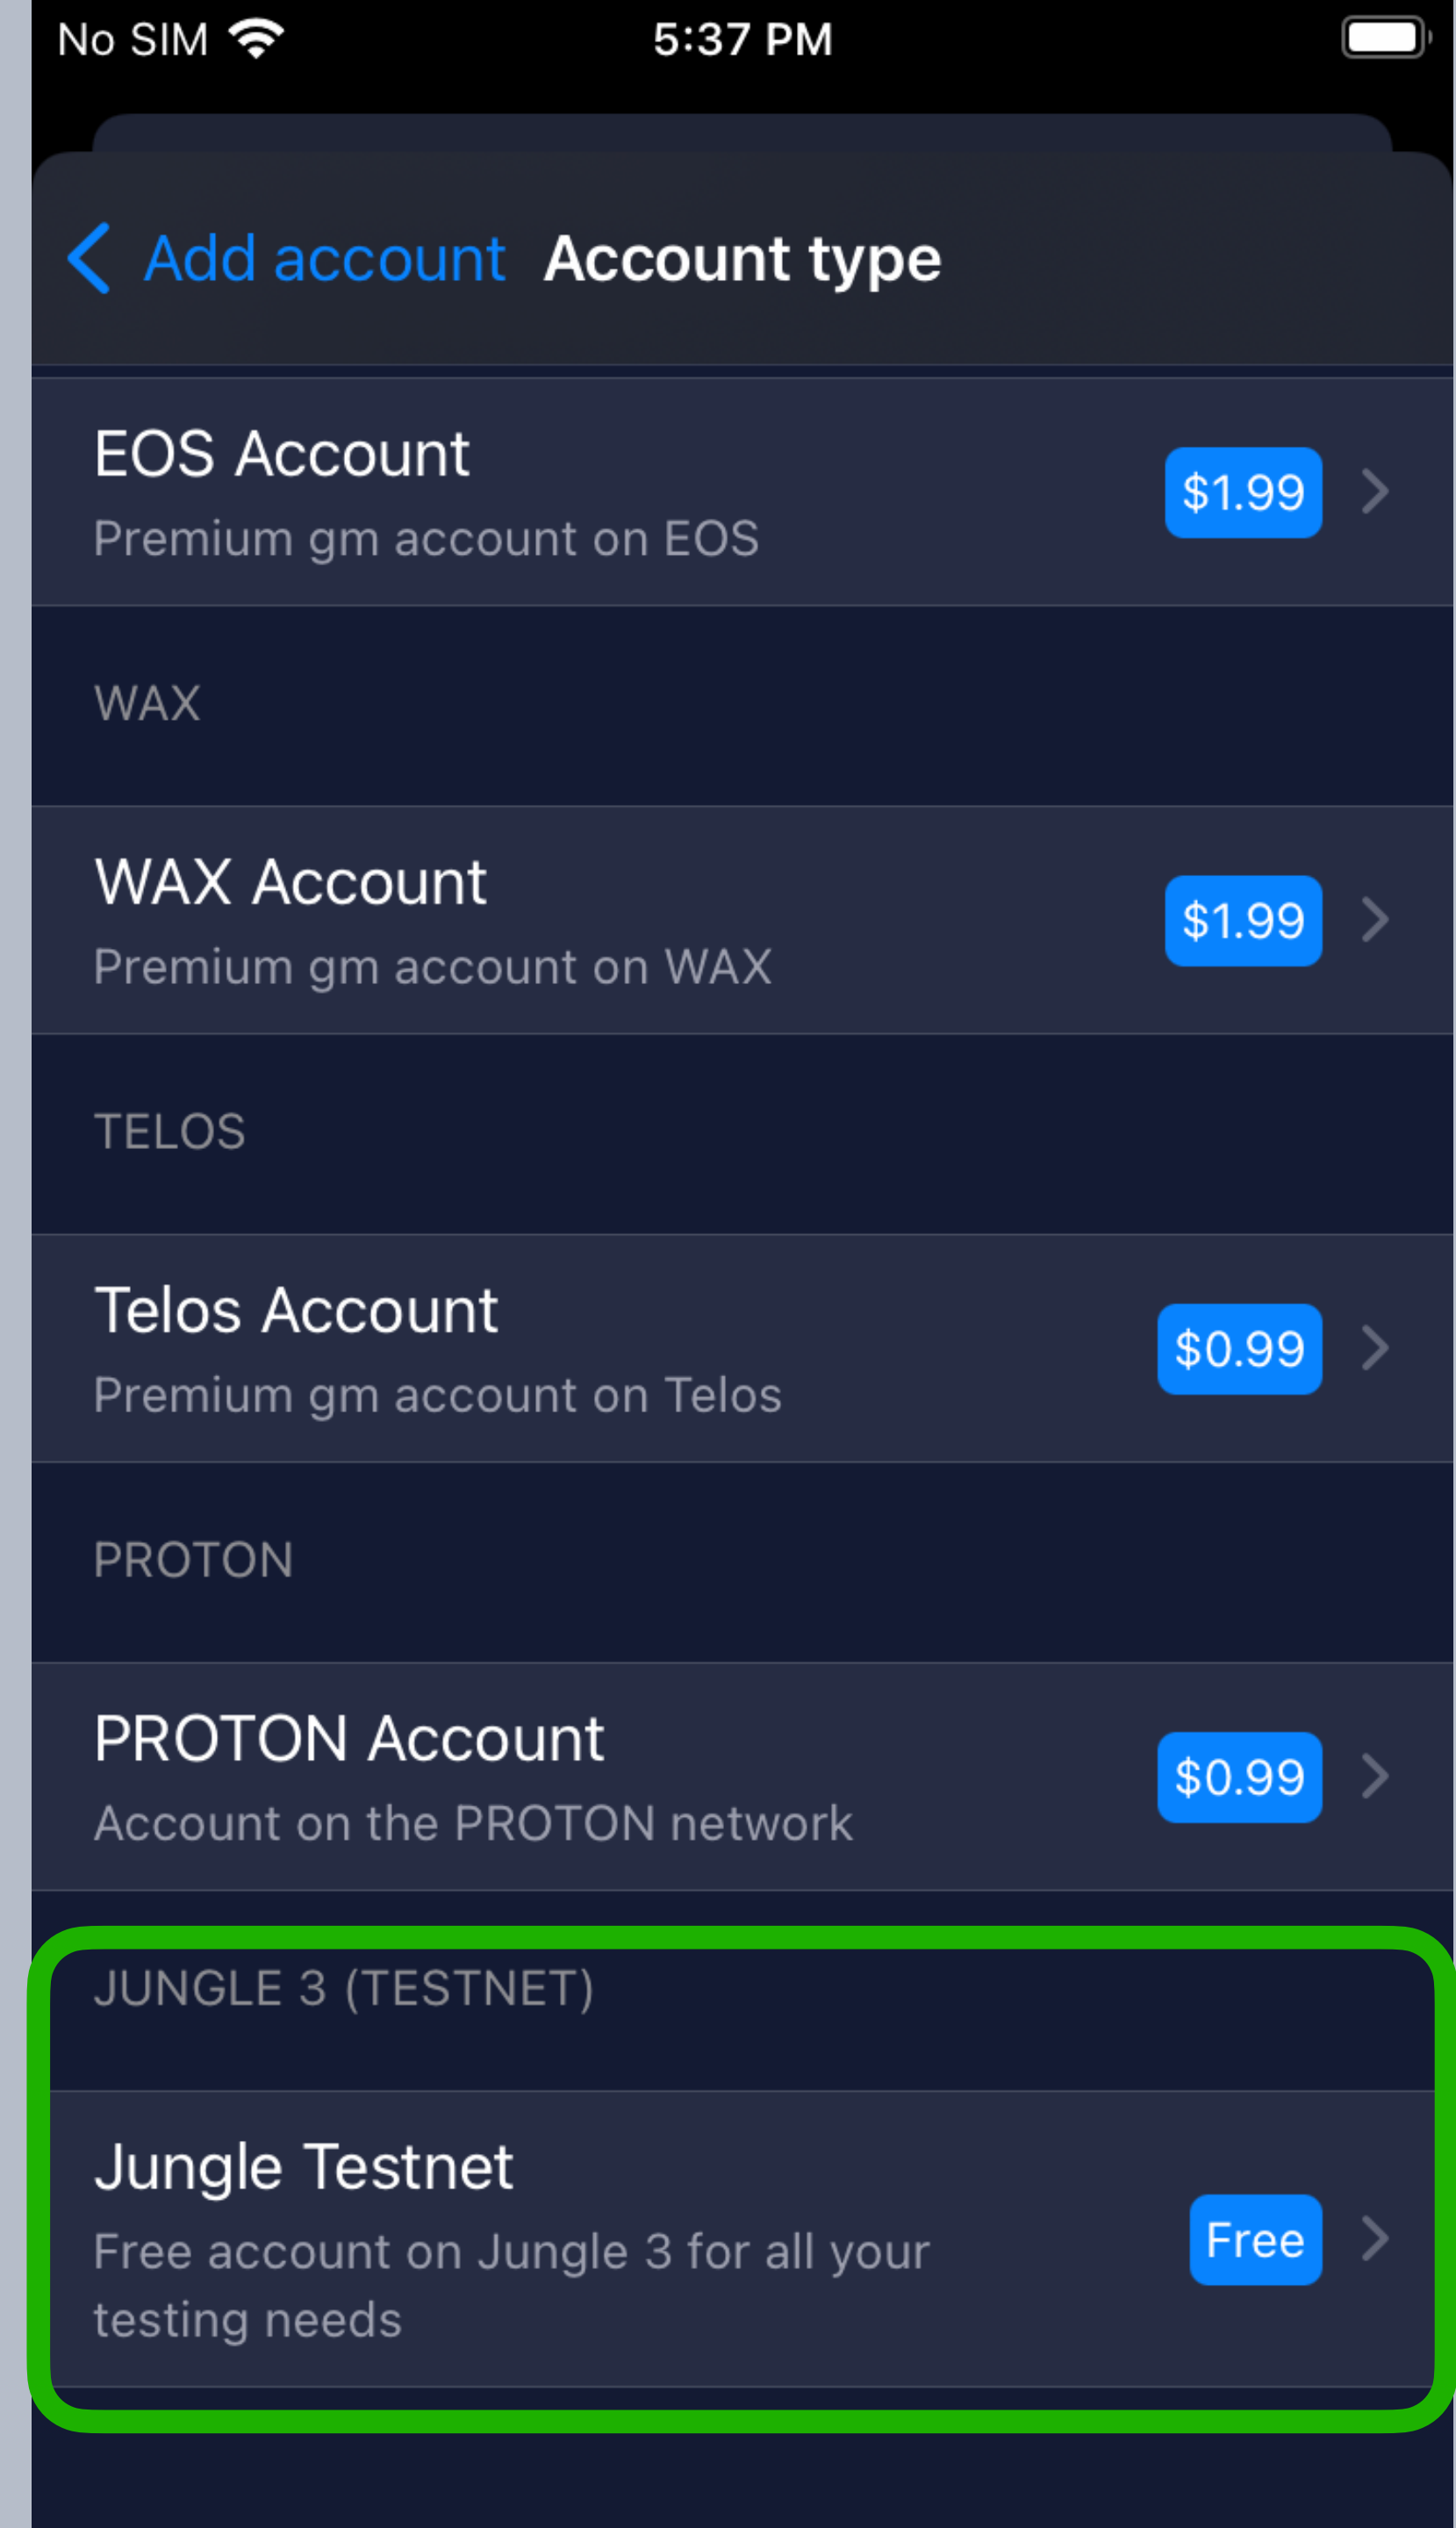 No SIM 5:37 PM
Add account Account type
EOS Account
$1.99
Premium gm account on EOS
WAX
WAX Account
$1.99
Premium gm account on WAX
TELOS
Telos Account
$0.99
Premium gm account on Telos
PROTON
PROTON Account
$0.99
Account on the PROTON network
JUNGLE 3 (TESTNET)
Jungle Testnet
Free account on Jungle 3 for all your
testing needs
Free